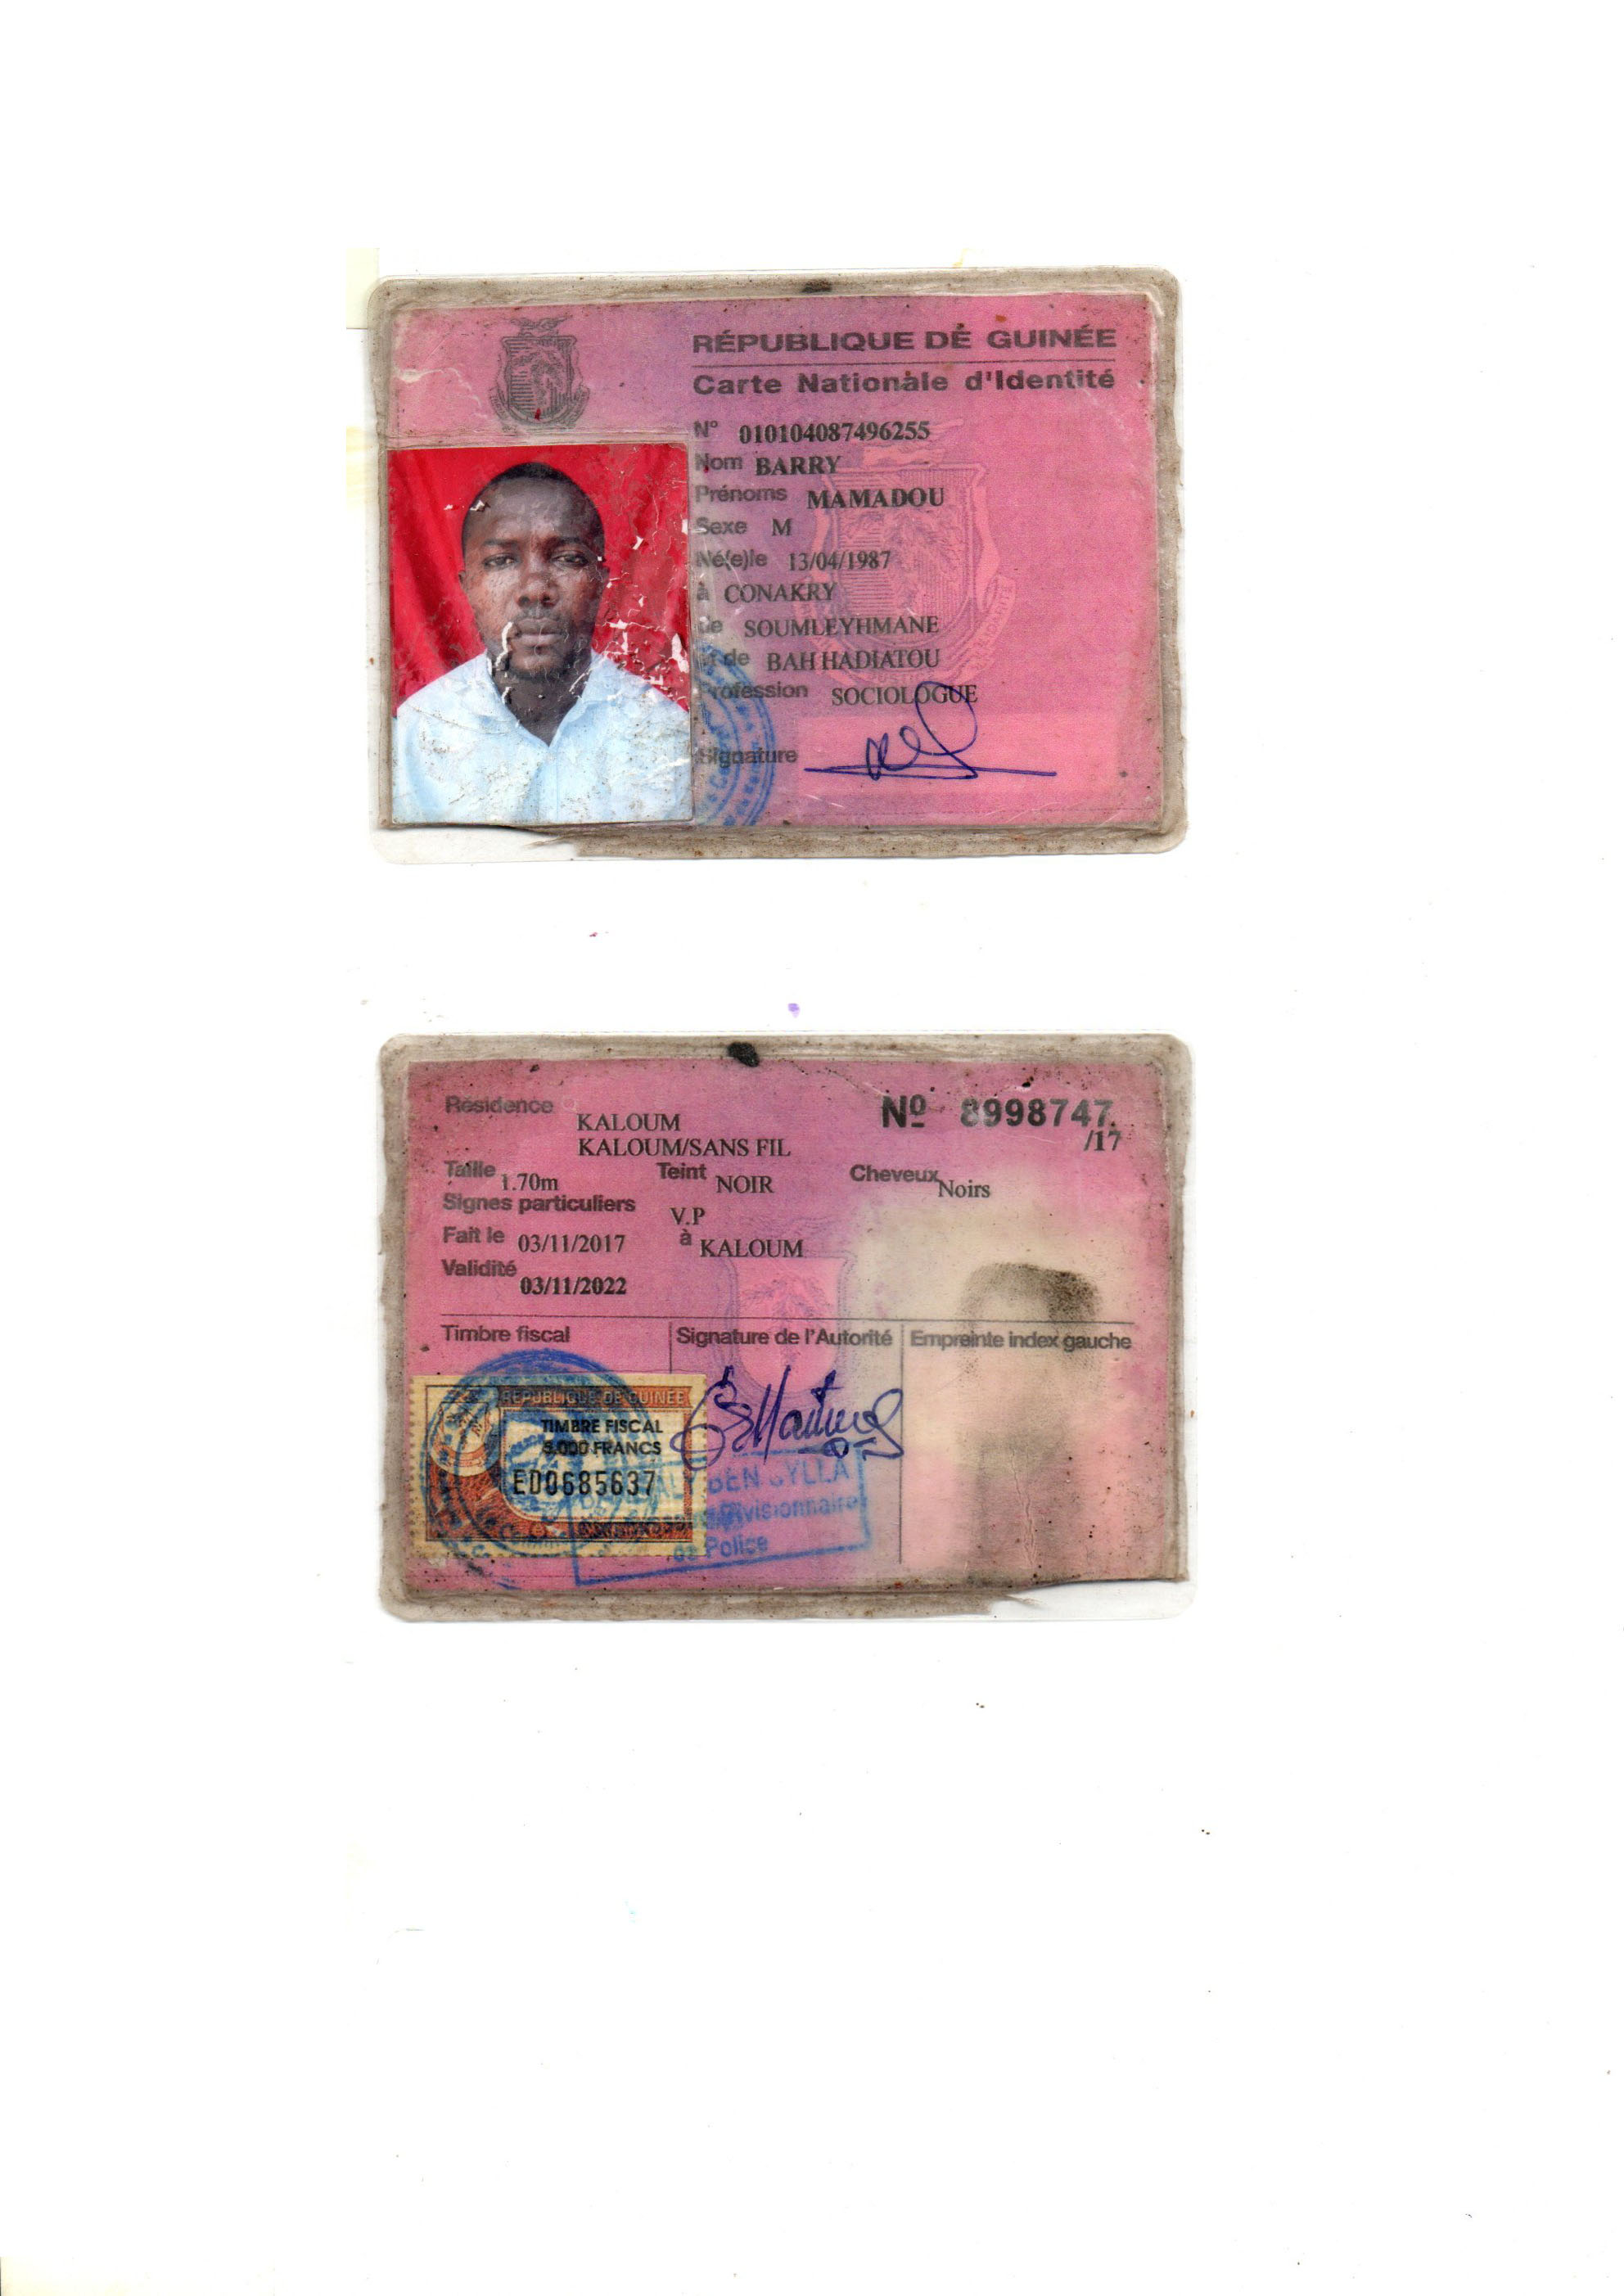 RÉPUBLIQUE DE GUINÉE
Carte Nationale d'Identité
N° 010104087496255
Nom BARRY
Prénoms MAMADOU
Sexe M
Né(e)le 13/04/1987
à CONAKRY
de SOUMLEYHMANE
et de BAH HADIATOU
Profession SOCIOLOGUE
Signature
Résidence
KALOUM
KALOUM/SANS FIL
Nº 8998747
/17
Taille 1.70m Teint NOIR Cheveux Noirs
Signes particuliers V.P
Fait le 03/11/2017 à KALOUM
Validité 03/11/2022
Timbre fiscal Signature de l'Autorité Empreinte index gauche
REPUBLIQUE DE GUINEE
TIMBRE FISCAL
5.000 FRANCS
ED0685637
BEN SYLLA
Divisionnaire
de Police